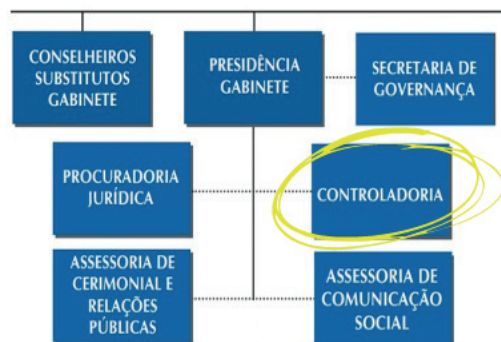 CONSELHEIROS
SUBSTITUTOS
GABINETE
PRESIDÊNCIA
GABINETE
SECRETARIA DE
GOVERNANÇA
PROCURADORIA
JURÍDICA
CONTROLADORIA
ASSESSORIA DE
CERIMONIAL E
RELAÇÕES
PÚBLICAS
ASSESSORIA DE
COMUNICAÇÃO
SOCIAL